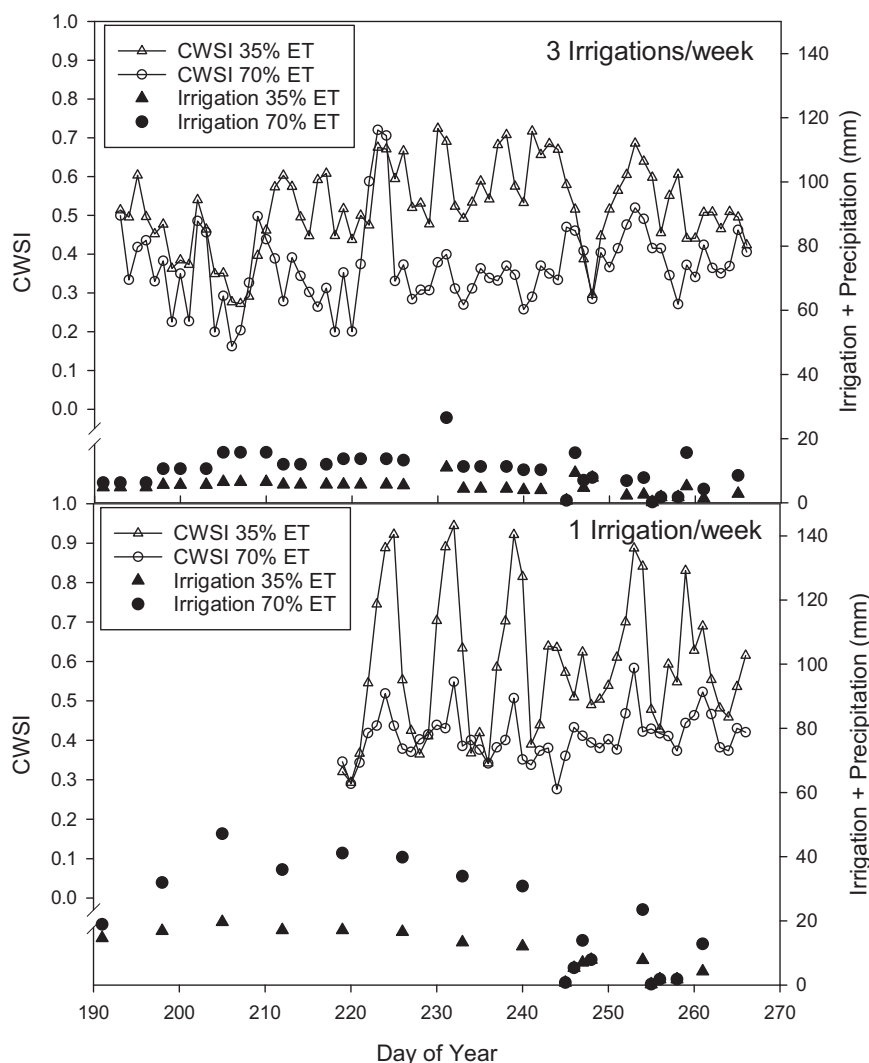 1.0
0.9
0.8
0.7
0.6
0.5
0.4
0.3
0.2
0.1
0.0
CWSI
CWSI 35% ET
CWSI 70% ET
Irrigation 35% ET
Irrigation 70% ET
3 Irrigations/week
140
120
100
80
60
40
20
0
Irrigation + Precipitation (mm)
1.0
0.9
0.8
0.7
0.6
0.5
0.4
0.3
0.2
0.1
0.0
CWSI
CWSI 35% ET
CWSI 70% ET
Irrigation 35% ET
Irrigation 70% ET
1 Irrigation/week
140
120
100
80
60
40
20
0
Irrigation + Precipitation (mm)
190 200 210 220 230 240 250 260 270
Day of Year